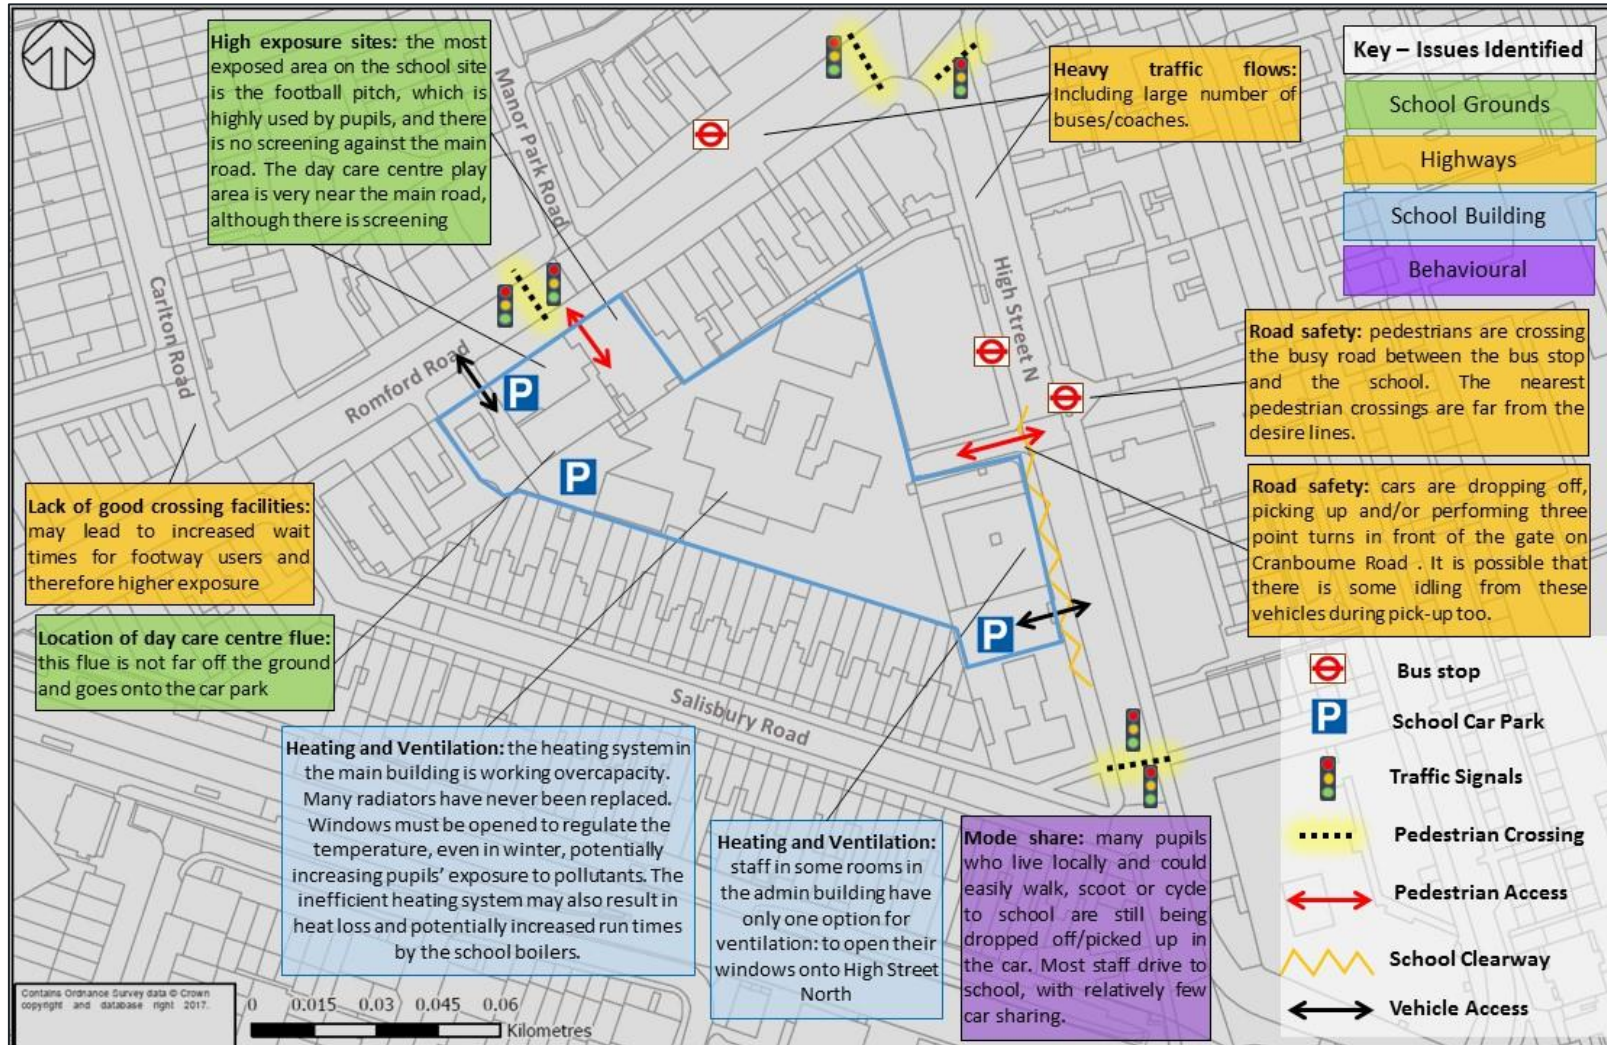 High exposure sites: the most
exposed area on the school site
is the football pitch, which is
highly used by pupils, and there
is no screening against the main
road. The day care centre play
area is very near the main road,
although there is screening
Manor Park Road
Heavy traffic flows:
Including large number of
buses/coaches.
Key – Issues Identified
School Grounds
Highways
School Building
Behavioural
Carlton Road
Romford Road
High Street N
P
P
P
Road safety: pedestrians are crossing
the busy road between the bus stop
and the school. The nearest
pedestrian crossings are far from the
desire lines.
Lack of good crossing facilities:
may lead to increased wait
times for footway users and
therefore higher exposure
Road safety: cars are dropping off,
picking up and/or performing three
point turns in front of the gate on
Cranbourne Road . It is possible that
there is some idling from these
vehicles during pick-up too.
Location of day care centre flue:
this flue is not far off the ground
and goes onto the car park
Salisbury Road
Heating and Ventilation: the heating system in
the main building is working overcapacity.
Many radiators have never been replaced.
Windows must be opened to regulate the
temperature, even in winter, potentially
increasing pupils' exposure to pollutants. The
inefficient heating system may also result in
heat loss and potentially increased run times
by the school boilers.
Heating and Ventilation:
staff in some rooms in
the admin building have
only one option for
ventilation: to open their
windows onto High Street
North
Mode share: many pupils
who live locally and could
easily walk, scoot or cycle
to school are still being
dropped off/picked up in
the car. Most staff drive to
school, with relatively few
car sharing.
Bus stop
P School Car Park
Traffic Signals
Pedestrian Crossing
Pedestrian Access
School Clearway
Vehicle Access
Contains Ordnance Survey data © Crown
copyright and database right 2017.
0 0.015 0.03 0.045 0.06
Kilometres